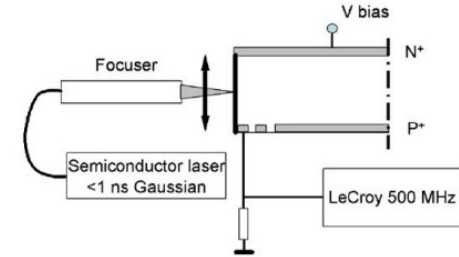 V bias
N+
Focuser
P+
Semiconductor laser
<1 ns Gaussian
LeCroy 500 MHz